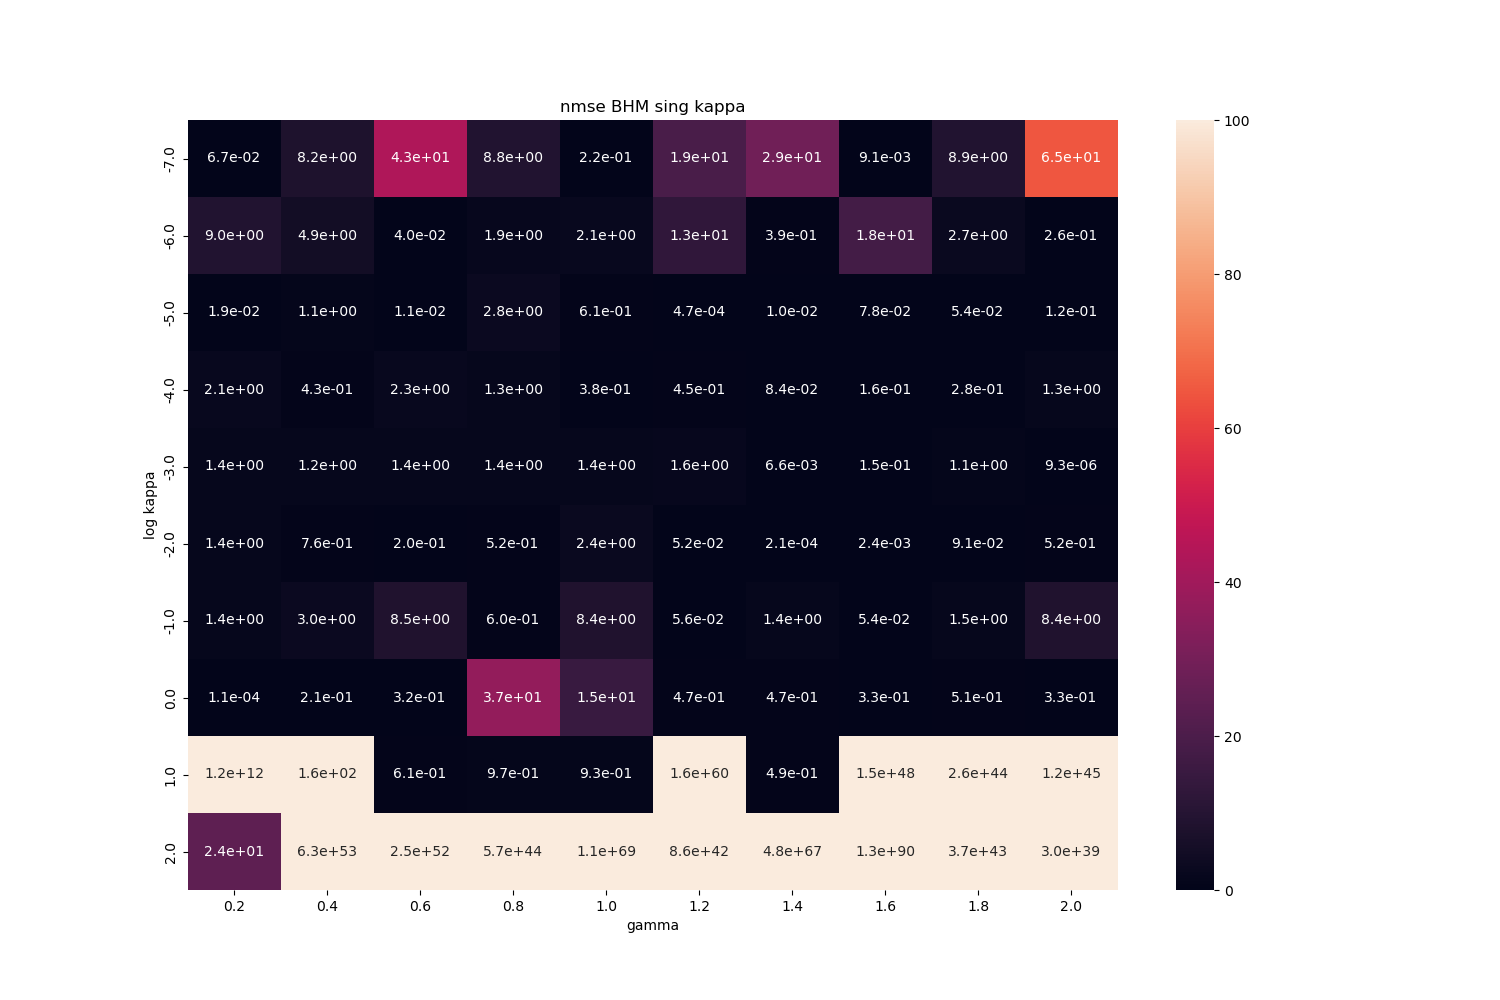 nmse BHM sing kappa
-7.0 6.7e-02 8.2e+00 4.3e+01 8.8e+00 2.2e-01 1.9e+01 2.9e+01 9.1e-03 8.9e+00 6.5e+01
-6.0 9.0e+00 4.9e+00 4.0e-02 1.9e+00 2.1e+00 1.3e+01 3.9e-01 1.8e+01 2.7e+00 2.6e-01
-5.0 1.9e-02 1.1e+00 1.1e-02 2.8e+00 6.1e-01 4.7e-04 1.0e-02 7.8e-02 5.4e-02 1.2e-01
-4.0 2.1e+00 4.3e-01 2.3e+00 1.3e+00 3.8e-01 4.5e-01 8.4e-02 1.6e-01 2.8e-01 1.3e+00
-3.0 1.4e+00 1.2e+00 1.4e+00 1.4e+00 1.4e+00 1.6e+00 6.6e-03 1.5e-01 1.1e+00 9.3e-06
-2.0 1.4e+00 7.6e-01 2.0e-01 5.2e-01 2.4e+00 5.2e-02 2.1e-04 2.4e-03 9.1e-02 5.2e-01
-1.0 1.4e+00 3.0e+00 8.5e+00 6.0e-01 8.4e+00 5.6e-02 1.4e+00 5.4e-02 1.5e+00 8.4e+00
0.0 1.1e-04 2.1e-01 3.2e-01 3.7e+01 1.5e+01 4.7e-01 4.7e-01 3.3e-01 5.1e-01 3.3e-01
1.0 1.2e+12 1.6e+02 6.1e-01 9.7e-01 9.3e-01 1.6e+60 4.9e-01 1.5e+48 2.6e+44 1.2e+45
2.0 2.4e+01 6.3e+53 2.5e+52 5.7e+44 1.1e+69 8.6e+42 4.8e+67 1.3e+90 3.7e+43 3.0e+39
0.2 0.4 0.6 0.8 1.0 1.2 1.4 1.6 1.8 2.0
gamma
log kappa
100
80
60
40
20
0